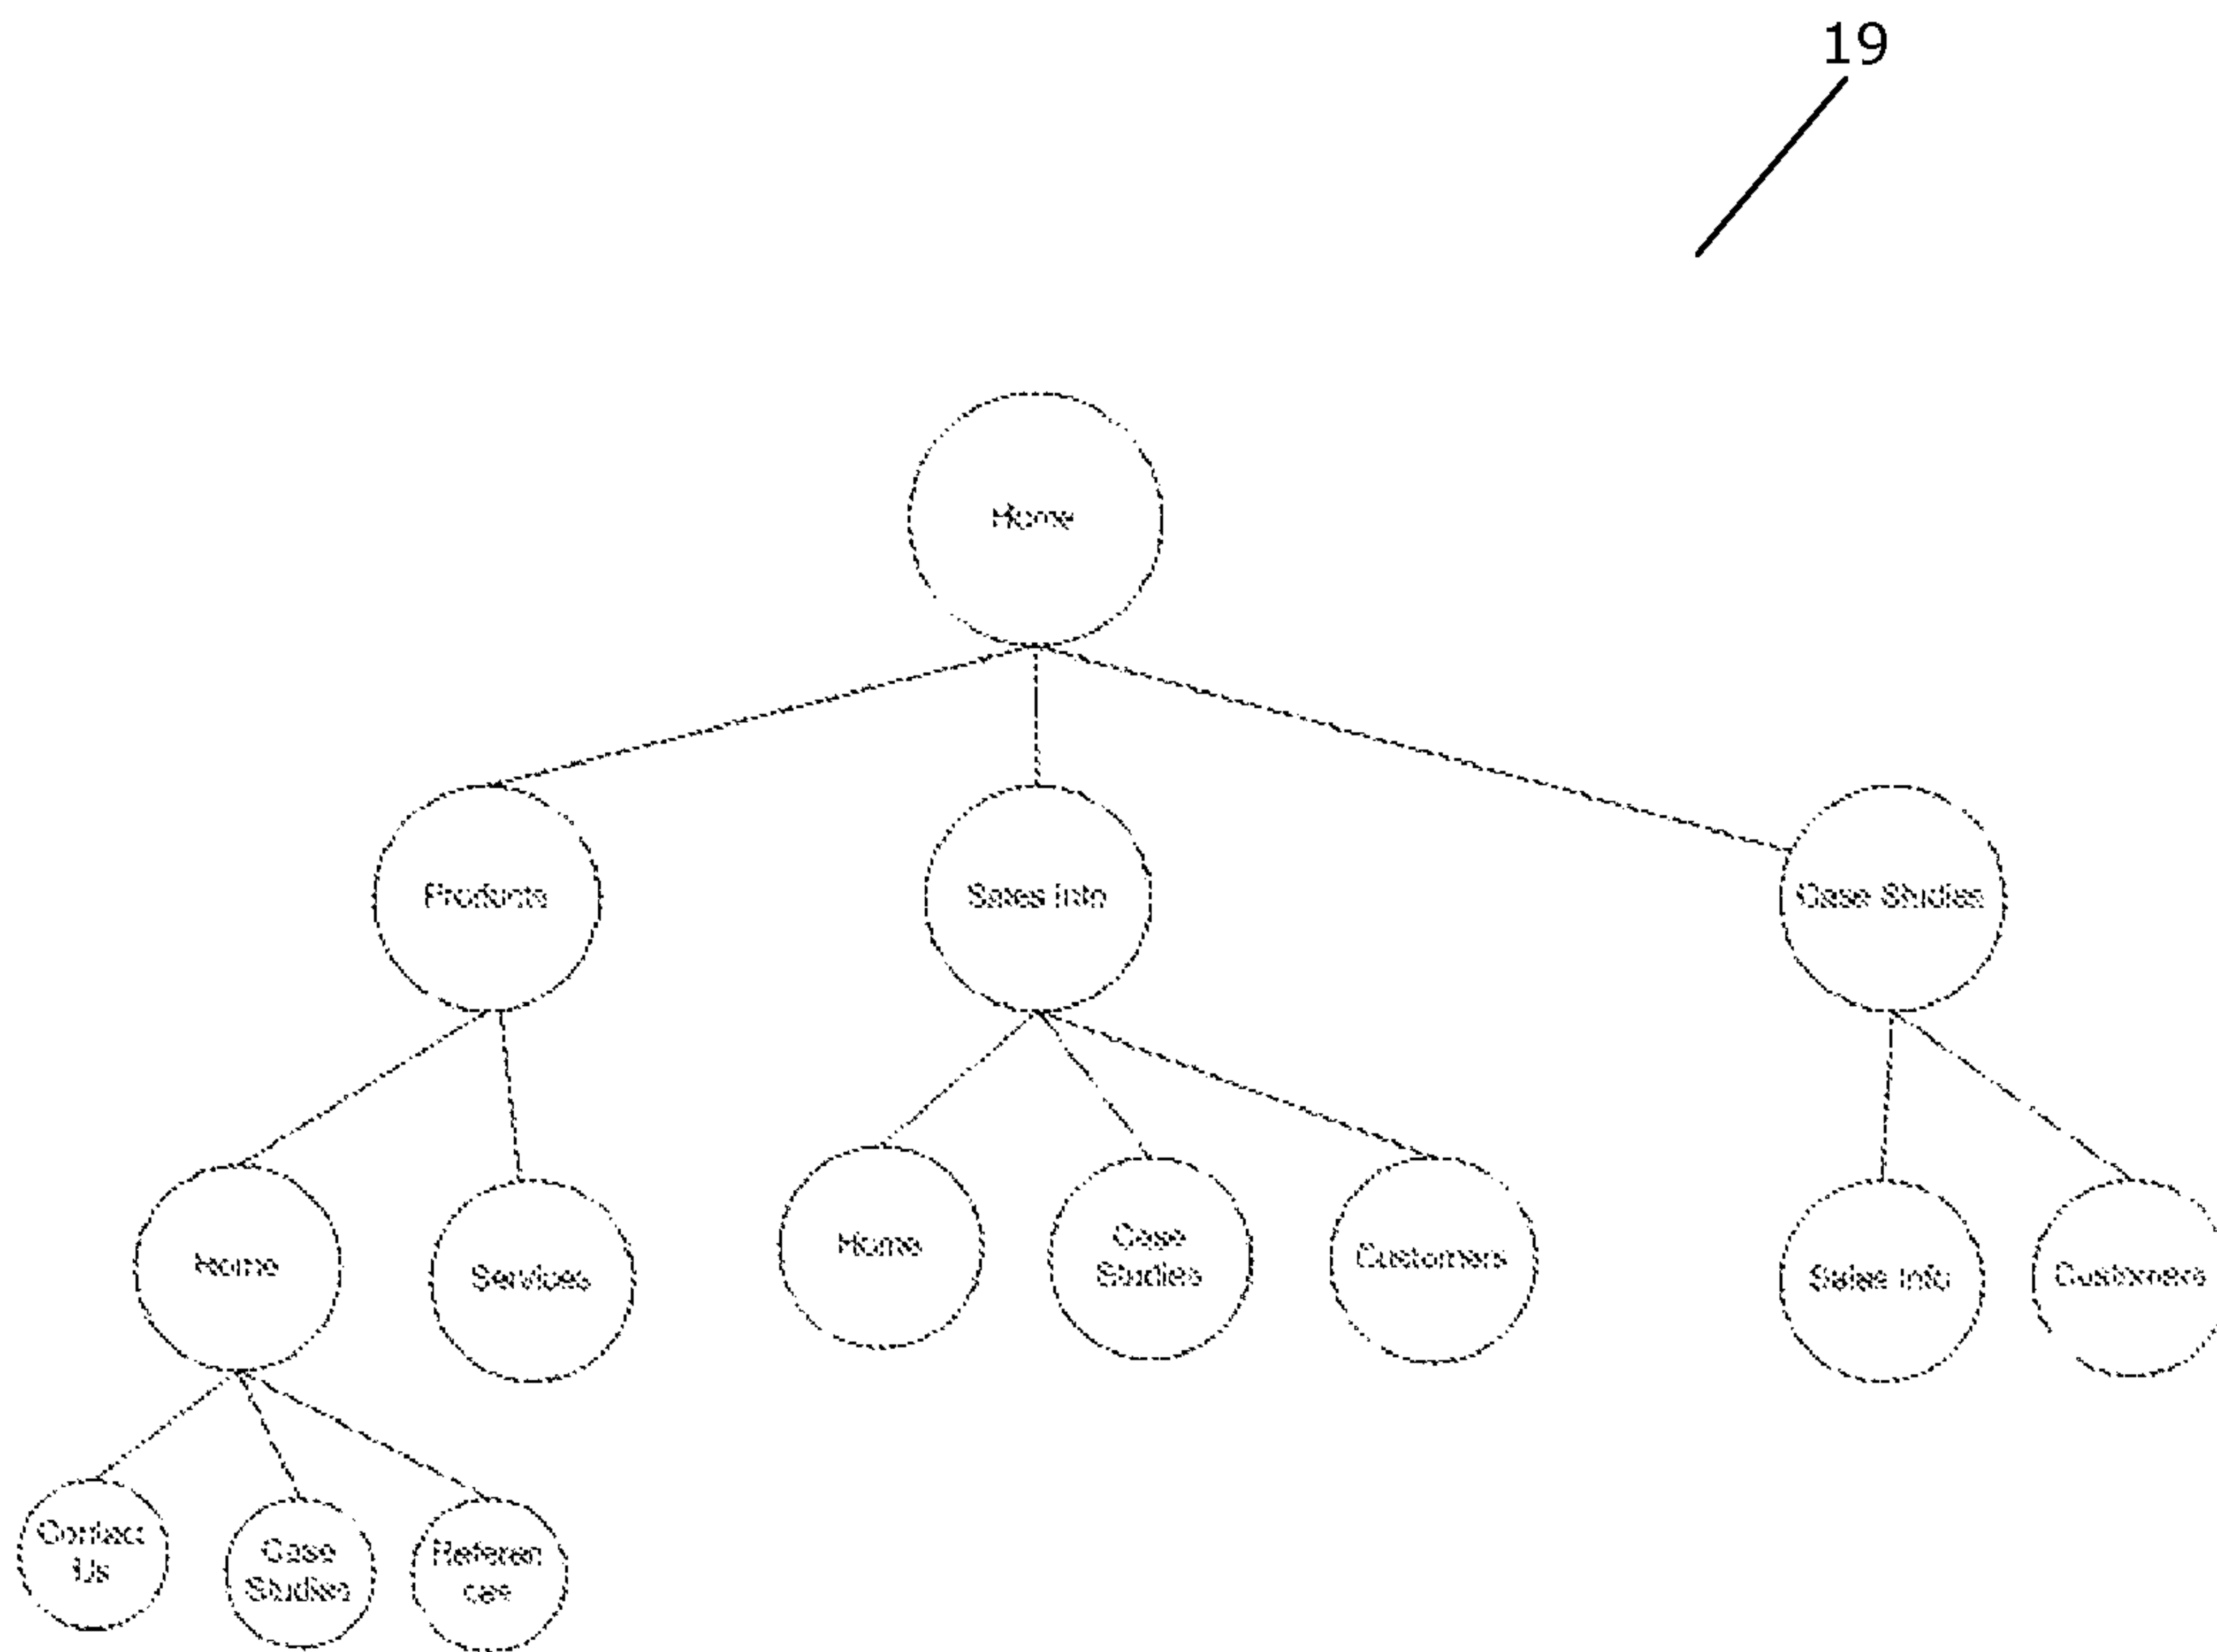 19
Home
Products
Sales Info
Case Studies
Home
Services
Home
Case
Studies
Customers
Sales Info
Customers
Contact
Us
Case
Studies
Referen
ces